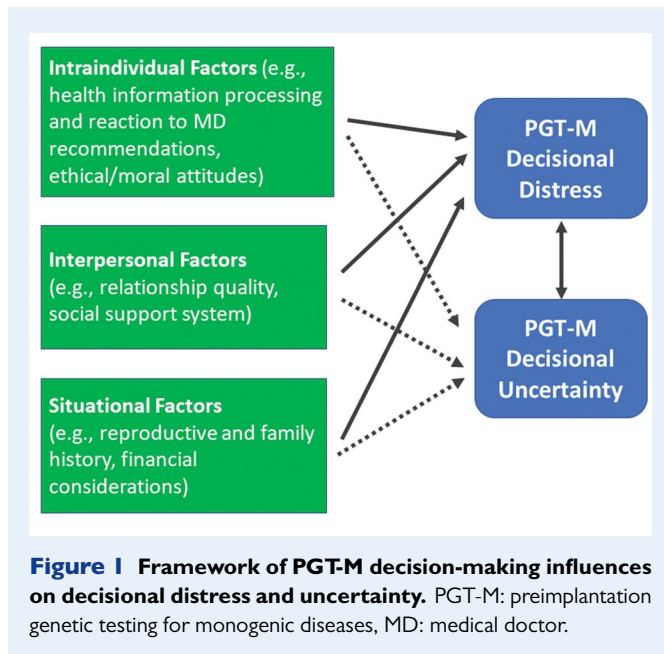 Intraindividual Factors (e.g.,
health information processing
and reaction to MD
recommendations,
ethical/moral attitudes)
Interpersonal Factors
(e.g., relationship quality,
social support system)
Situational Factors
(e.g., reproductive and family
history, financial
considerations)
PGT-M
Decisional
Distress
PGT-M
Decisional
Uncertainty
Figure 1 Framework of PGT-M decision-making influences
on decisional distress and uncertainty. PGT-M: preimplantation
genetic testing for monogenic diseases, MD: medical doctor.